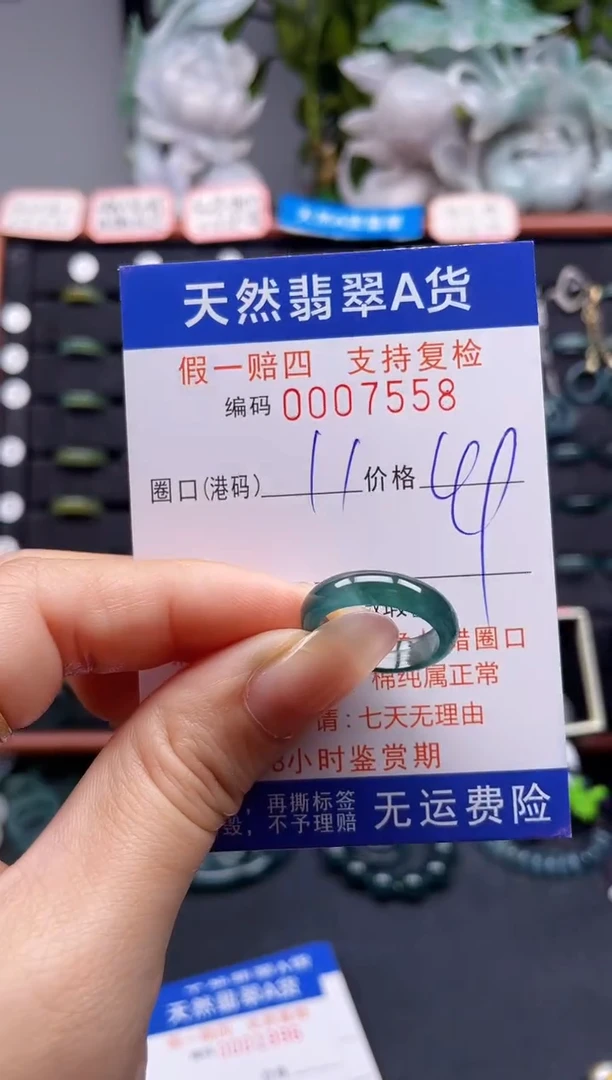 天然翡翠A货
假一赔四 支持复检
编码 0007558
圈口(港码) 11 价格 44
错圈口
棉纯属正常
请:七天无理由
8小时鉴赏期
再撕标签
毁,不予理赔
无运费险
天然翡翠A货